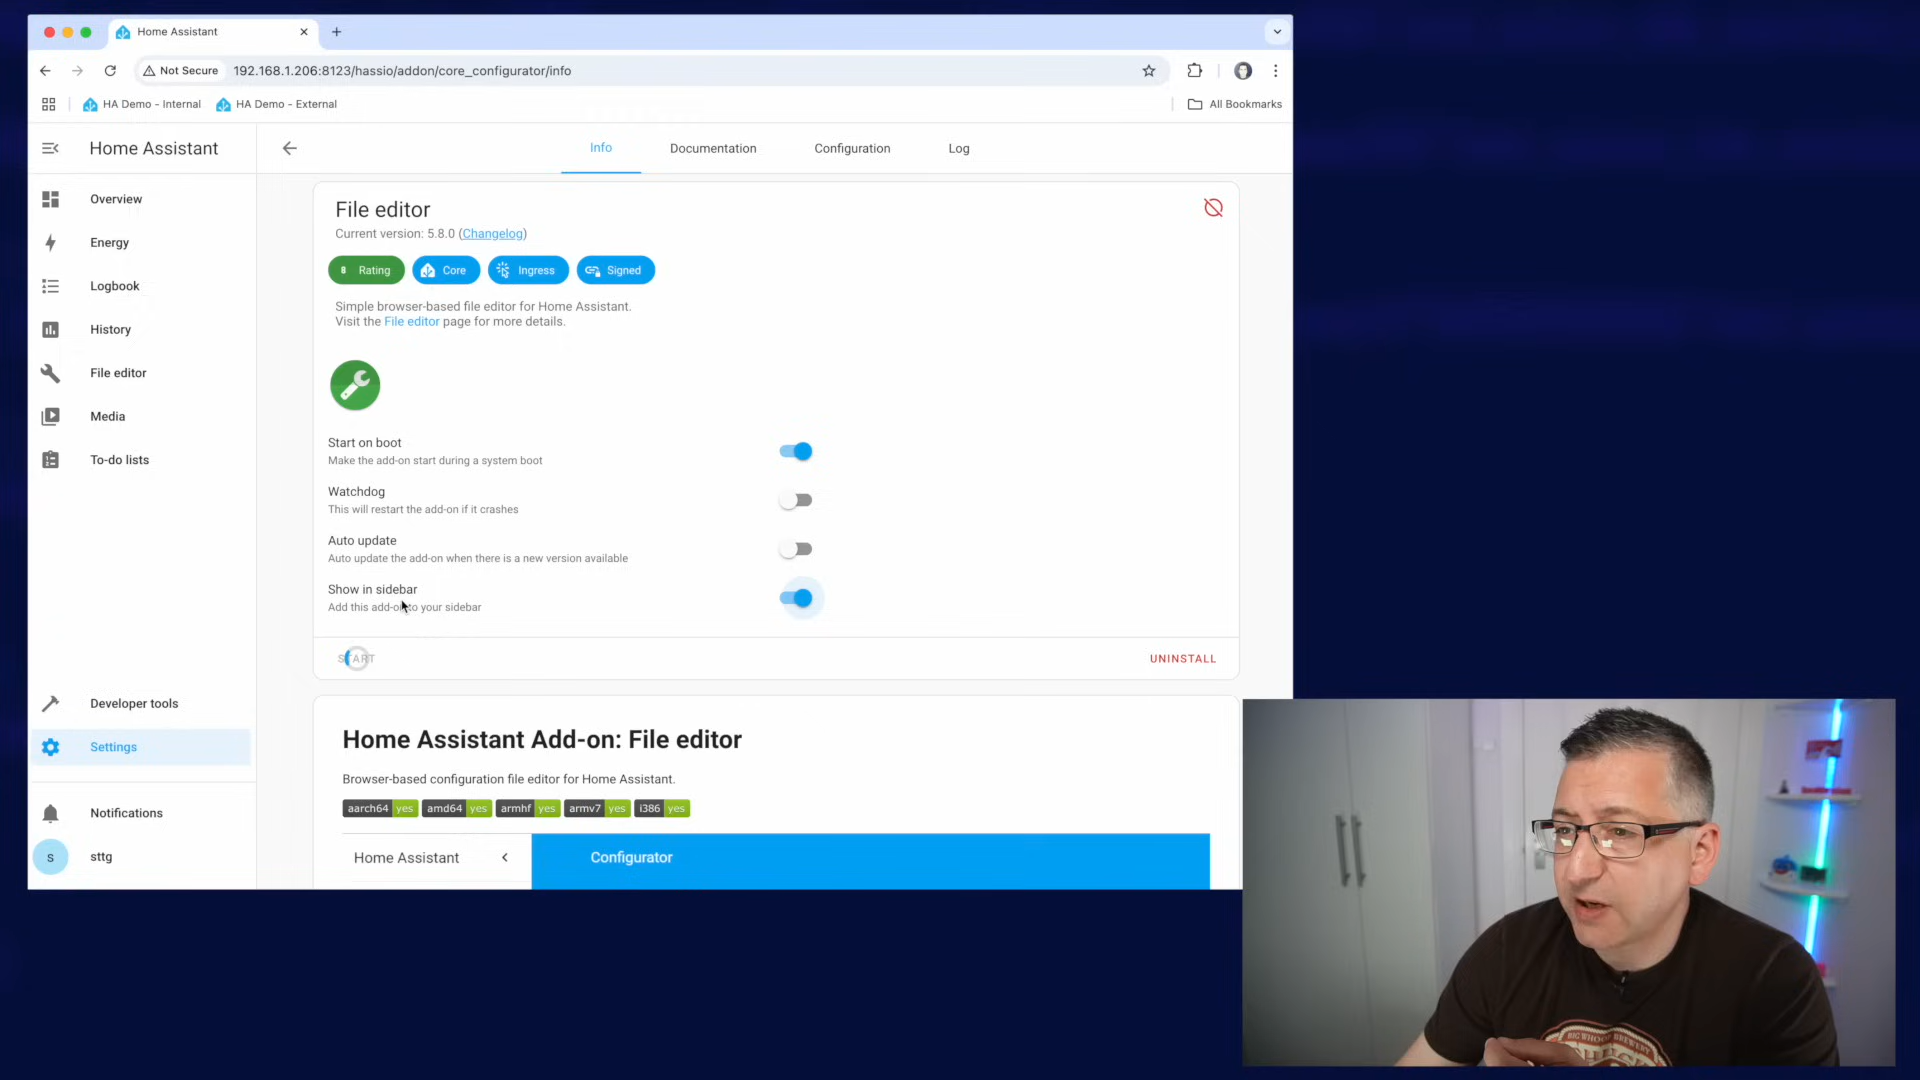 Home Assistant
Not Secure
192.168.1.206:8123/hassio/addon/core_configurator/info
HA Demo - Internal
HA Demo - External
All Bookmarks
Home Assistant
Info
Documentation
Configuration
Log
Overview
Energy
Logbook
History
File editor
Media
To-do lists
Developer tools
Settings
Notifications
s
sttg
File editor
Current version: 5.8.0 (Changelog)
8 Rating
Core
Ingress
Signed
Simple browser-based file editor for Home Assistant.
Visit the File editor page for more details.
Start on boot
Make the add-on start during a system boot
Watchdog
This will restart the add-on if it crashes
Auto update
Auto update the add-on when there is a new version available
Show in sidebar
Add this add-on to your sidebar
START
UNINSTALL
Home Assistant Add-on: File editor
Browser-based configuration file editor for Home Assistant.
aarch64 yes
amd64 yes
armhf yes
armv7 yes
i386 yes
Home Assistant
Configurator